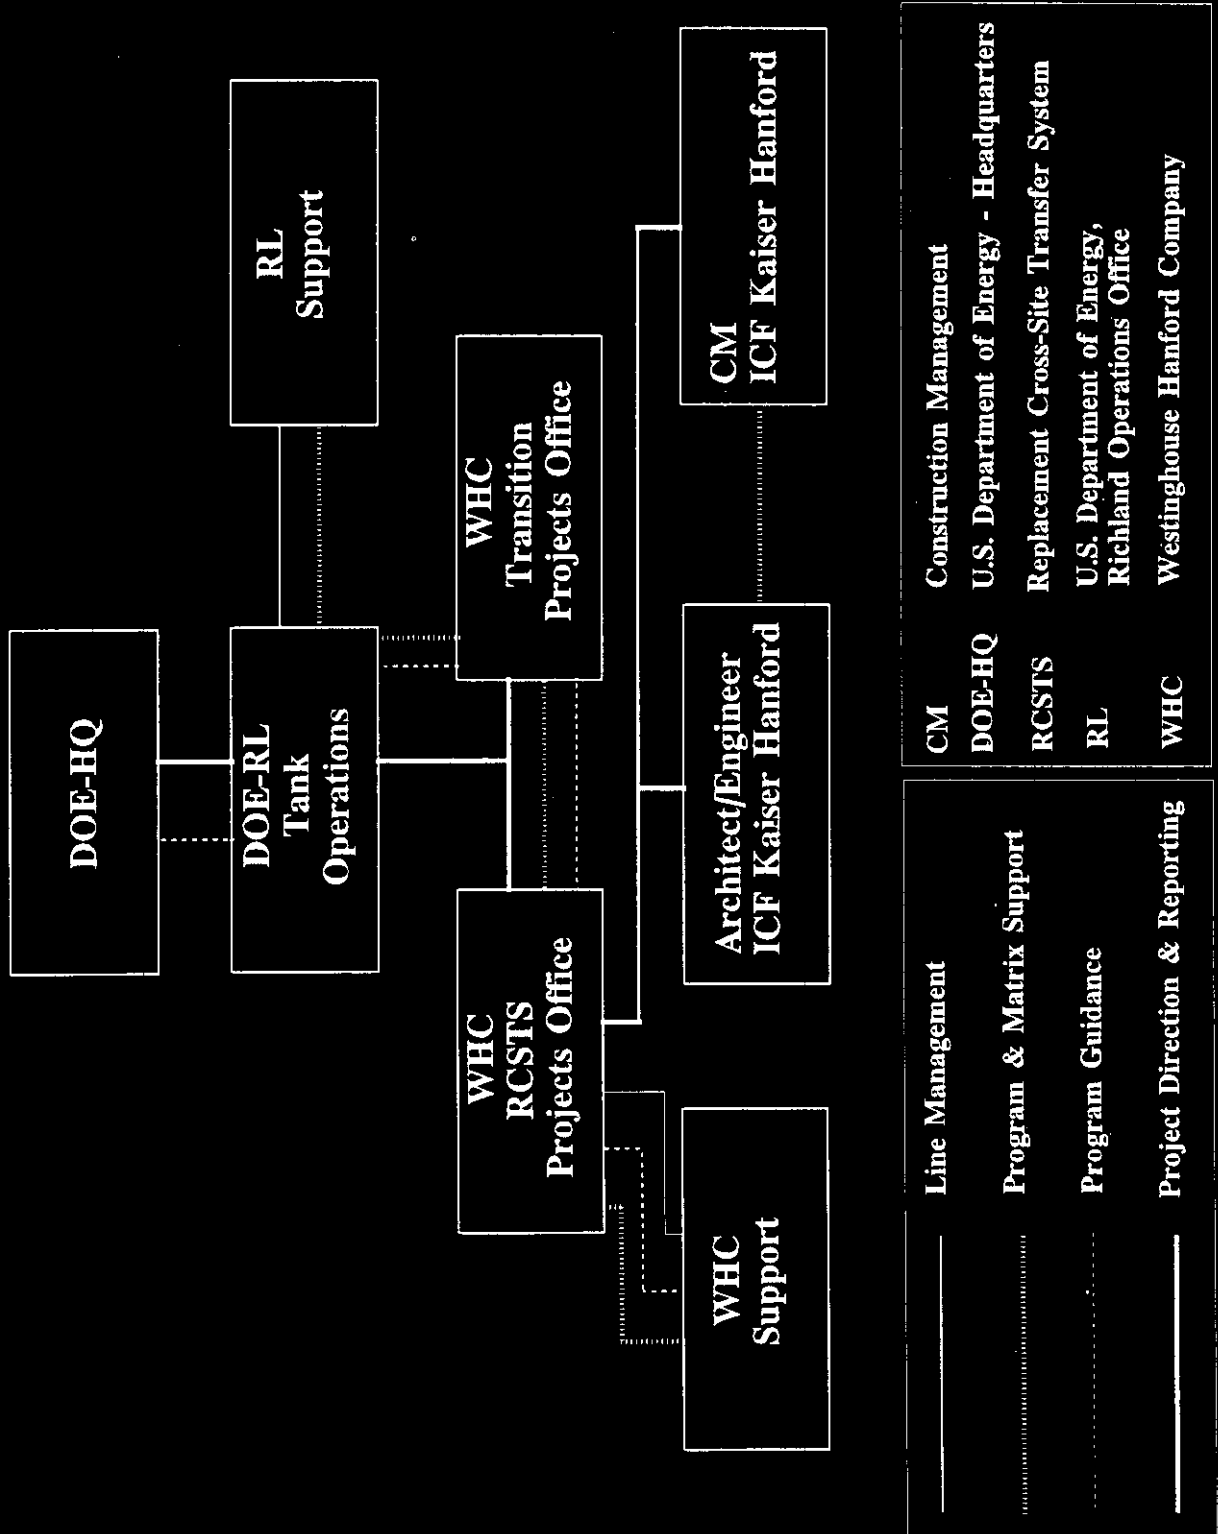 DOE-HQ
DOE-RL
Tank
Operations
RL
Support
WHC
RCSTS
Projects Office
WHC
Transition
Projects Office
WHC
Support
Architect/Engineer
ICF Kaiser Hanford
CM
ICF Kaiser Hanford
Line Management
Program & Matrix Support
Program Guidance
Project Direction & Reporting
CM Construction Management
DOE-HQ U.S. Department of Energy - Headquarters
RCSTS Replacement Cross-Site Transfer System
RL U.S. Department of Energy,
Richland Operations Office
WHC Westinghouse Hanford Company